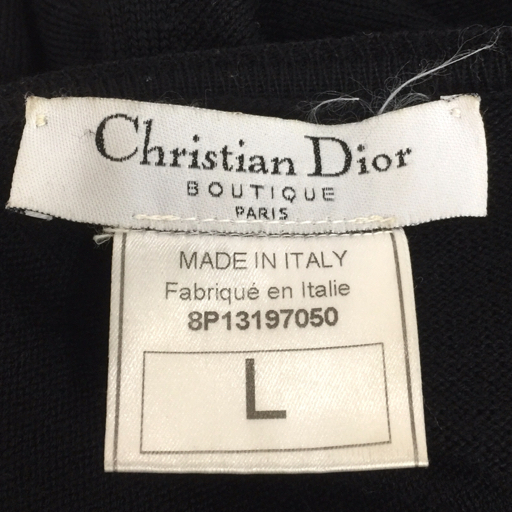 Christian Dior
BOUTIQUE
PARIS
MADE IN ITALY
Fabriqué en Italie
8P13197050
L